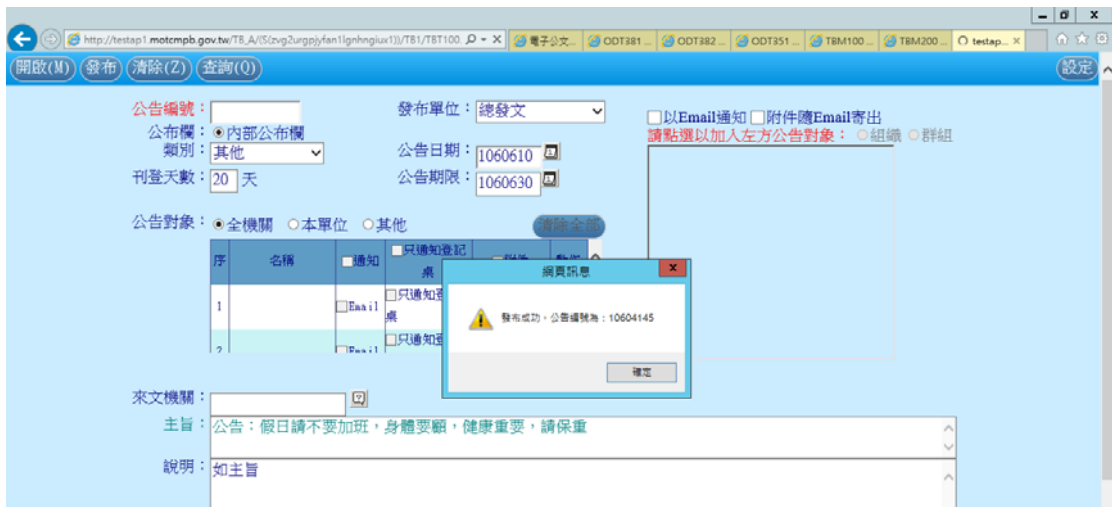 http://testap1.motcmpb.gov.tw/TB_A/(S(zvg2urgpjyfan1lgnhngiux1))/TB1/TBT100. 電子公文... ODT381 ... ODT382 ... ODT351 ... TBM100 ... TBM200 ... testap...
開啟(M) 發布 清除(Z) 查詢(Q) 設定
公告編號： 發布單位：總發文
□以Email通知 □附件隨Email寄出
公布欄：內部公布欄
請點選以加入左方公告對象： 組織 群組
類別：其他 公告日期：1060610
刊登天數：20 天 公告期限：1060630
公告對象：全機關 本單位 其他 清除全部
序 名稱 □通知 □只通知登記桌
網頁訊息
1 □Email □只通知登桌
發布成功，公告編號為：10604145
2 □Email □只通知登
確定
來文機關：
主旨：公告：假日請不要加班，身體要顧，健康重要，請保重
說明：如主旨